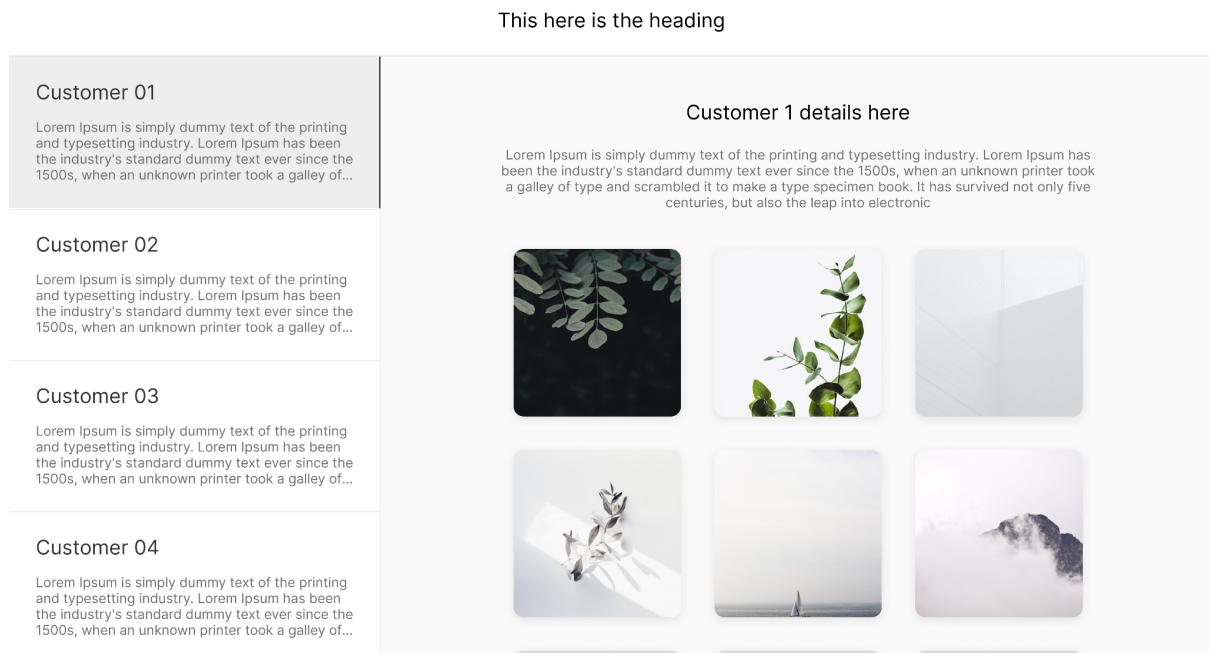 This here is the heading
Customer 01
Lorem Ipsum is simply dummy text of the printing
and typesetting industry. Lorem Ipsum has been
the industry's standard dummy text ever since the
1500s, when an unknown printer took a galley of...
Customer 02
Lorem Ipsum is simply dummy text of the printing
and typesetting industry. Lorem Ipsum has been
the industry's standard dummy text ever since the
1500s, when an unknown printer took a galley of...
Customer 03
Lorem Ipsum is simply dummy text of the printing
and typesetting industry. Lorem Ipsum has been
the industry's standard dummy text ever since the
1500s, when an unknown printer took a galley of...
Customer 04
Lorem Ipsum is simply dummy text of the printing
and typesetting industry. Lorem Ipsum has been
the industry's standard dummy text ever since the
1500s, when an unknown printer took a galley of...
Customer 1 details here
Lorem Ipsum is simply dummy text of the printing and typesetting industry. Lorem Ipsum has
been the industry's standard dummy text ever since the 1500s, when an unknown printer took
a galley of type and scrambled it to make a type specimen book. It has survived not only five
centuries, but also the leap into electronic